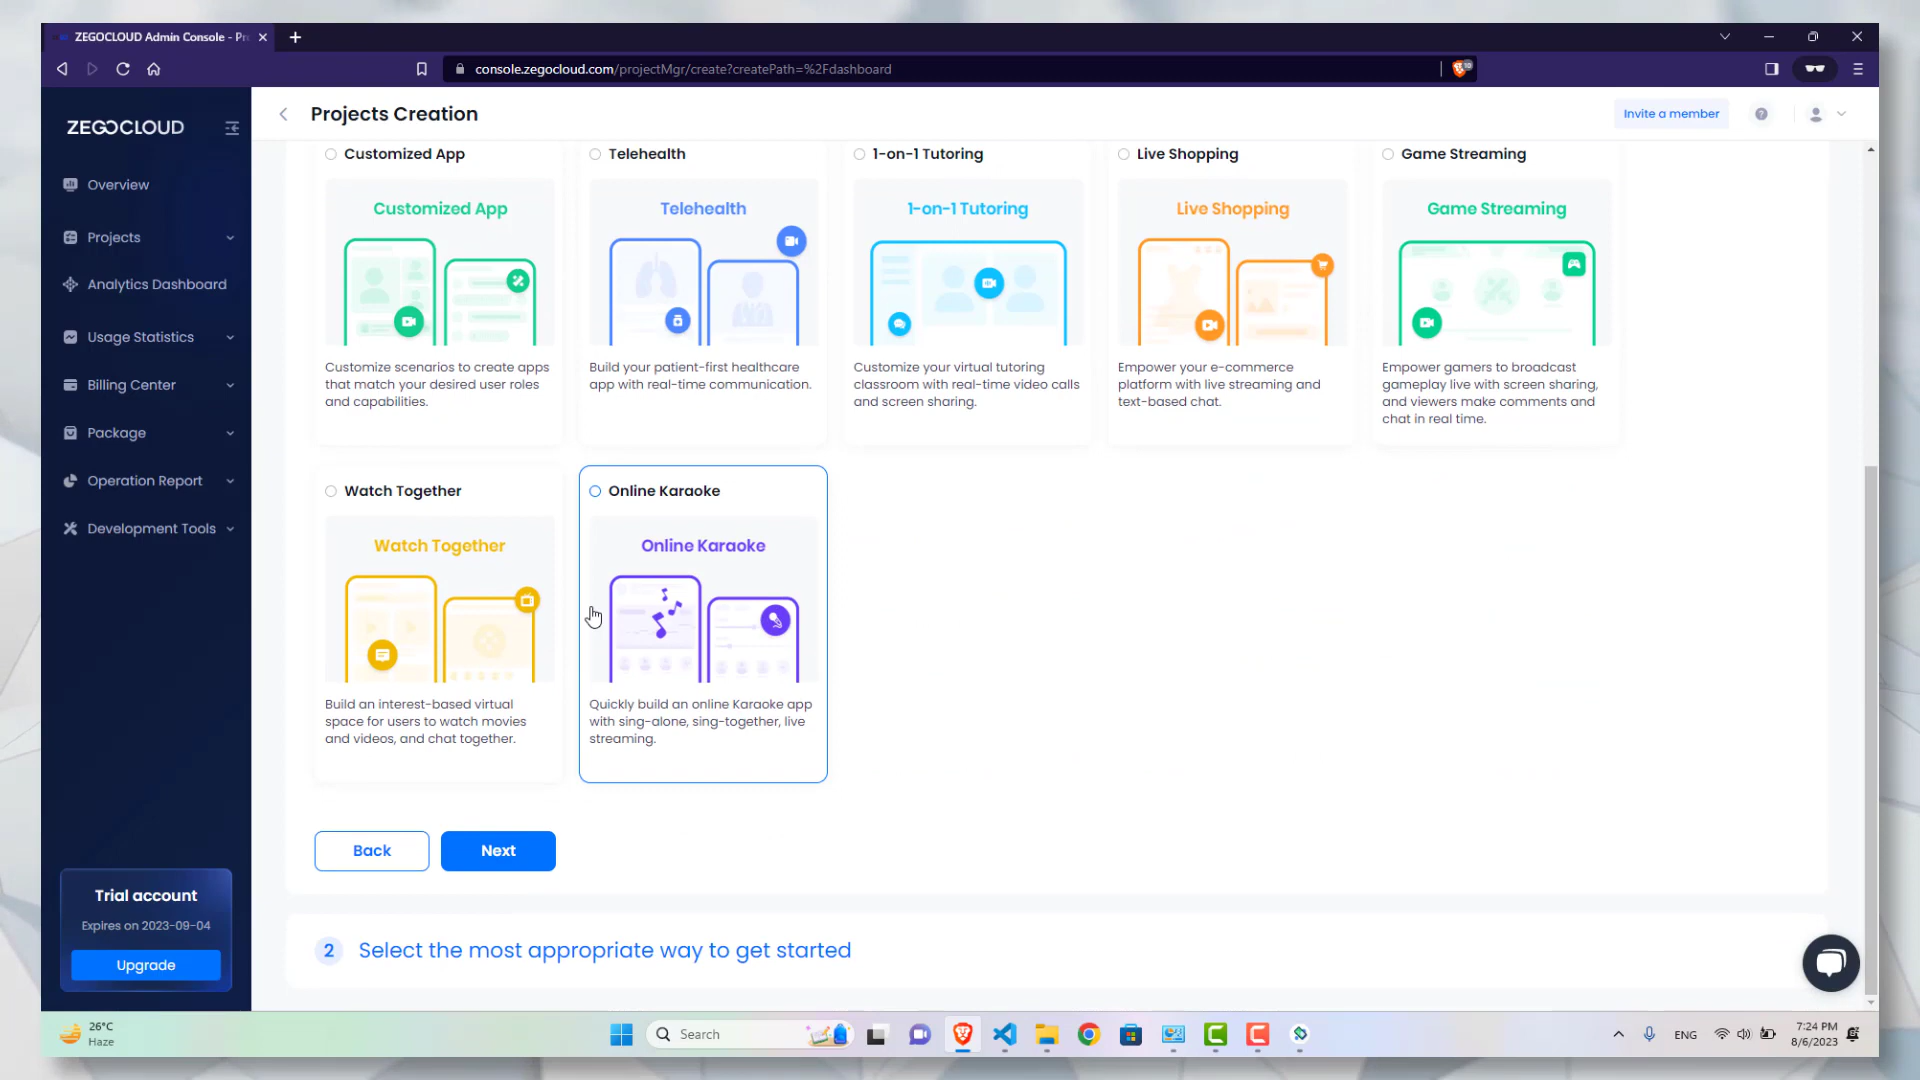 ZEGOCLOUD Admin Console - Pr
console.zegocloud.com/projectMgr/create?createPath=%2Fdashboard
ZEGOCLOUD
Projects Creation
Invite a member
Overview
Projects
Analytics Dashboard
Usage Statistics
Billing Center
Package
Operation Report
Development Tools
Customized App
Telehealth
1-on-1 Tutoring
Live Shopping
Game Streaming
Customized App
Telehealth
1-on-1 Tutoring
Live Shopping
Game Streaming
Customize scenarios to create apps
that match your desired user roles
and capabilities.
Build your patient-first healthcare
app with real-time communication.
Customize your virtual tutoring
classroom with real-time video calls
and screen sharing.
Empower your e-commerce
platform with live streaming and
text-based chat.
Empower gamers to broadcast
gameplay live with screen sharing,
and viewers make comments and
chat in real time.
Watch Together
Online Karaoke
Watch Together
Online Karaoke
Build an interest-based virtual
space for users to watch movies
and videos, and chat together.
Quickly build an online Karaoke app
with sing-alone, sing-together, live
streaming.
Back
Next
2 Select the most appropriate way to get started
Trial account
Expires on 2023-09-04
Upgrade
26°C
Haze
Search
ENG
7:24 PM
8/6/2023